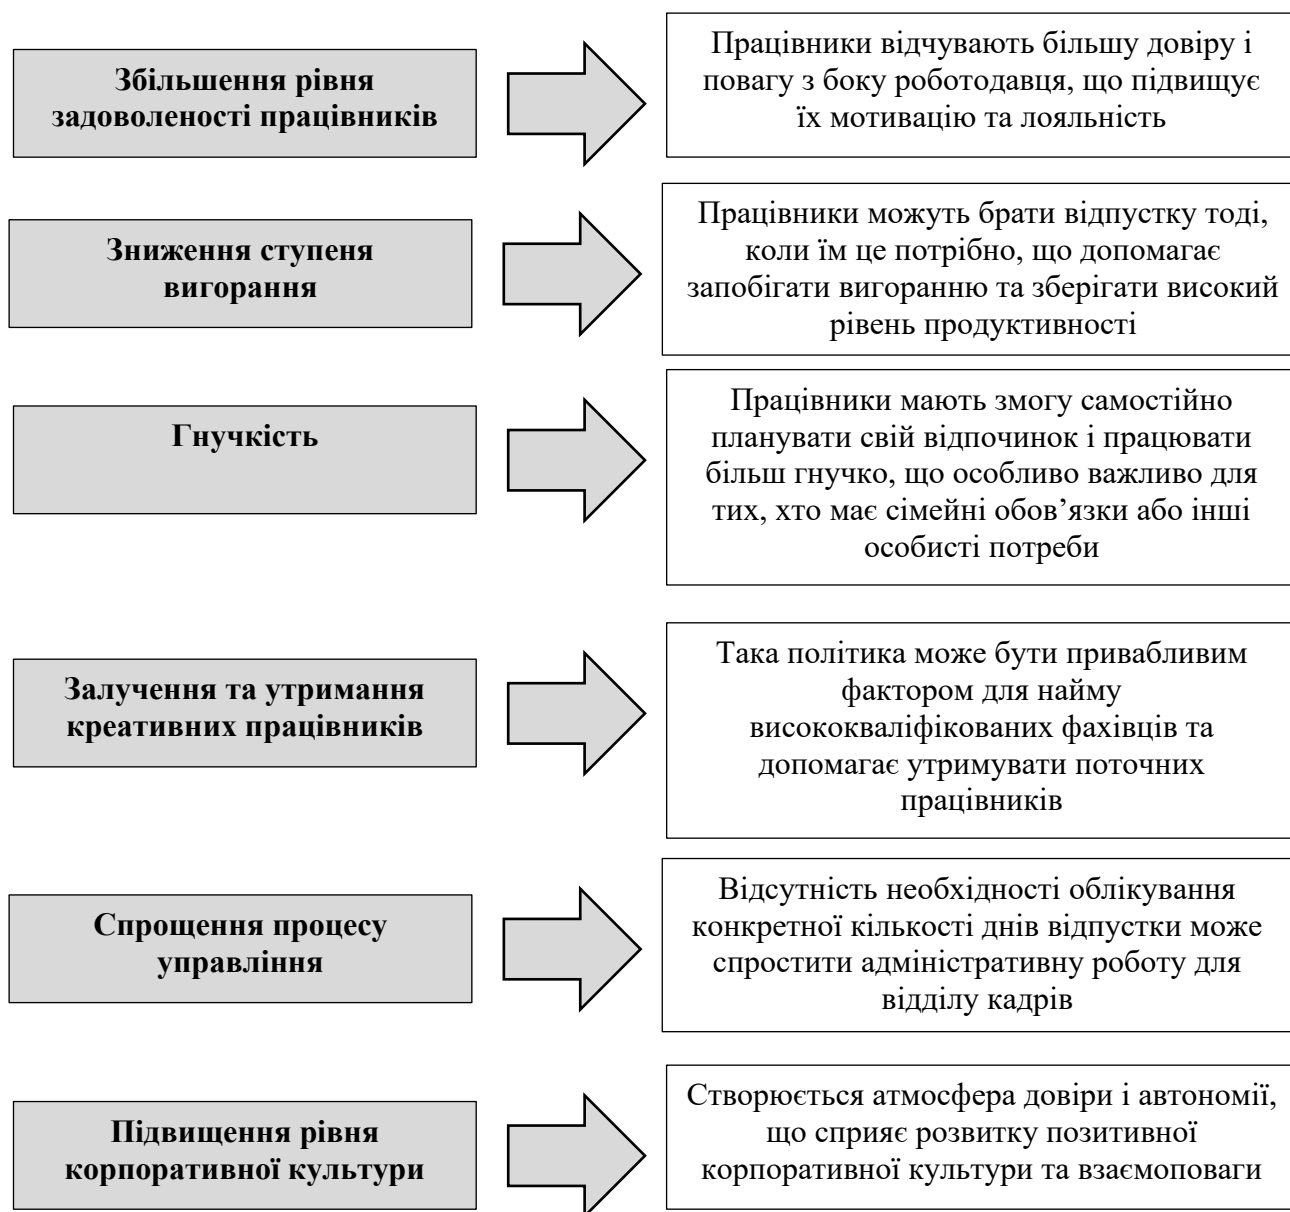 Збільшення рівня
задоволеності працівників
Працівники відчувають більшу довіру і
повагу з боку роботодавця, що підвищує
їх мотивацію та лояльність
Зниження ступеня
вигорання
Працівники можуть брати відпустку тоді,
коли їм це потрібно, що допомагає
запобігати вигоранню та зберігати високий
рівень продуктивності
Гнучкість
Працівники мають змогу самостійно
планувати свій відпочинок і працювати
більш гнучко, що особливо важливо для
тих, хто має сімейні обов’язки або інші
особисті потреби
Залучення та утримання
креативних працівників
Така політика може бути привабливим
фактором для найму
висококваліфікованих фахівців та
допомагає утримувати поточних
працівників
Спрощення процесу
управління
Відсутність необхідності облікування
конкретної кількості днів відпустки може
спростити адміністративну роботу для
відділу кадрів
Підвищення рівня
корпоративної культури
Створюється атмосфера довіри і автономії,
що сприяє розвитку позитивної
корпоративної культури та взаємоповаги